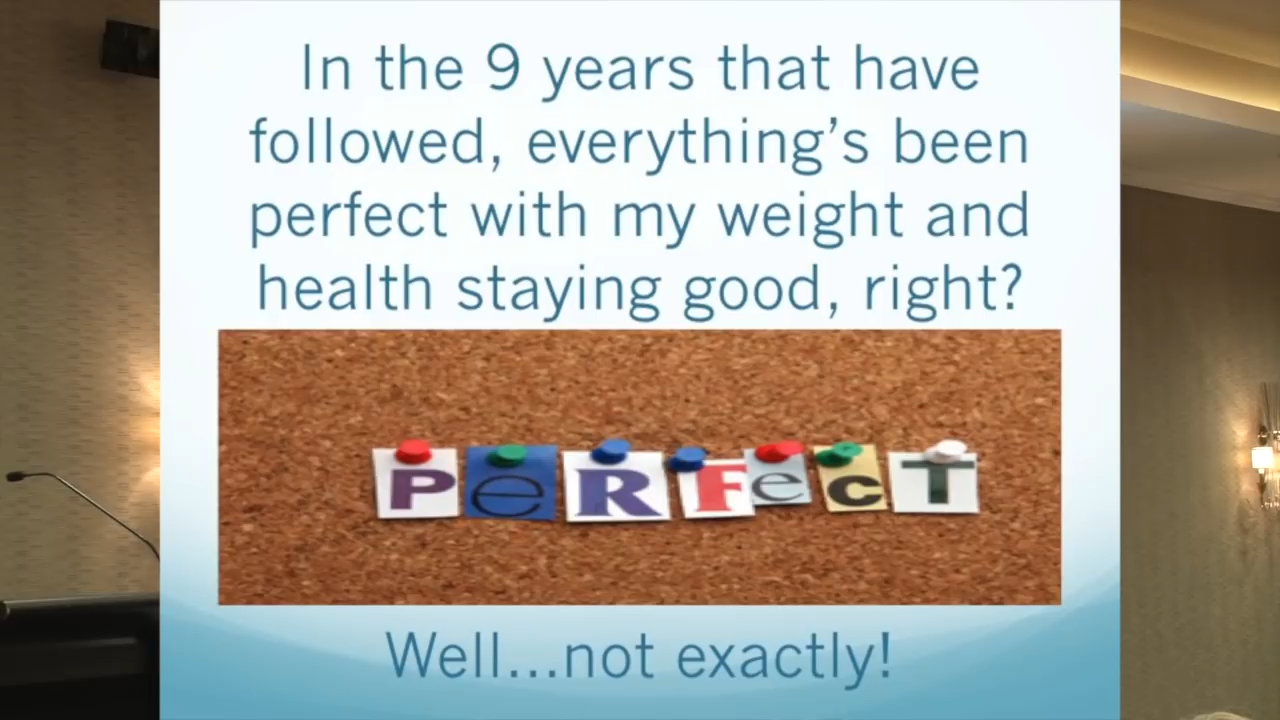 In the 9 years that have
followed, everything's been
perfect with my weight and
health staying good, right?
PeRFecT
Well...not exactly!